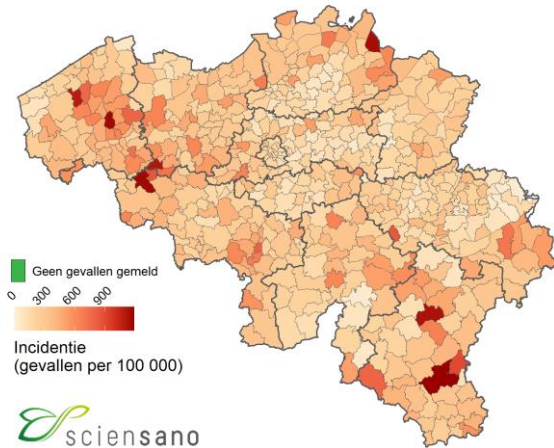 Geen gevallen gemeld
0 300 600 900
Incidentie
(gevallen per 100 000)
sciensano